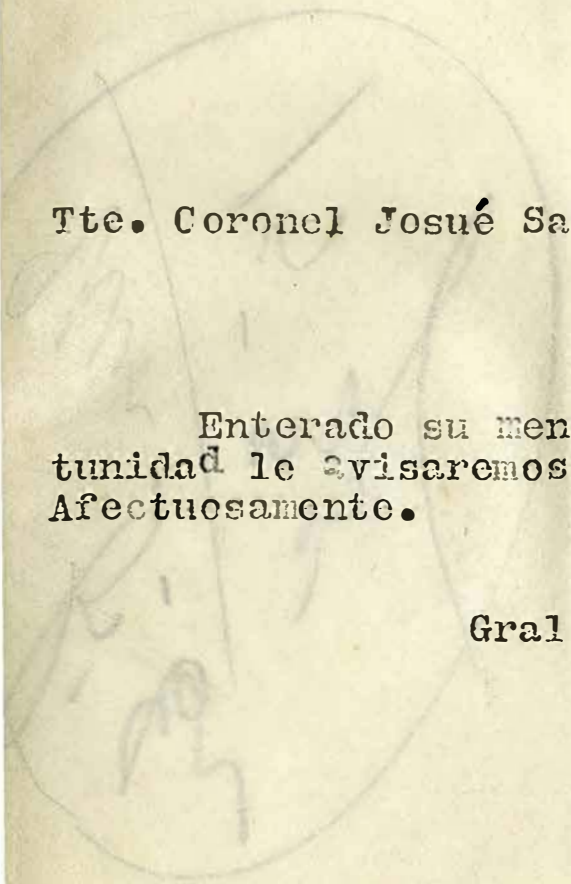 Tte. Coronel Josué Sa
Enterado su men
tunidad le avisaremos
Afectuosamente.
Gral